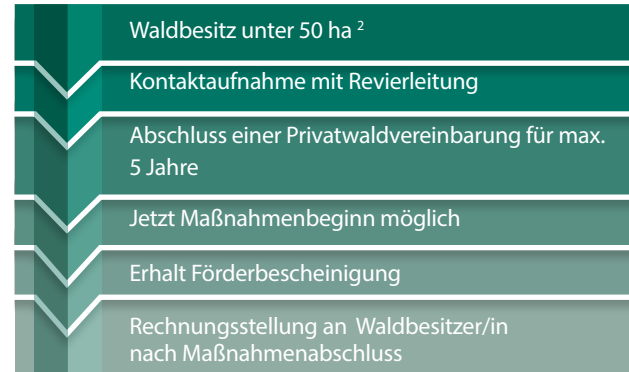 Waldbesitz unter 50 ha ²
Kontaktaufnahme mit Revierleitung
Abschluss einer Privatwaldvereinbarung für max.
5 Jahre
Jetzt Maßnahmenbeginn möglich
Erhalt Förderbescheinigung
Rechnungsstellung an Waldbesitzer/in
nach Maßnahmenabschluss